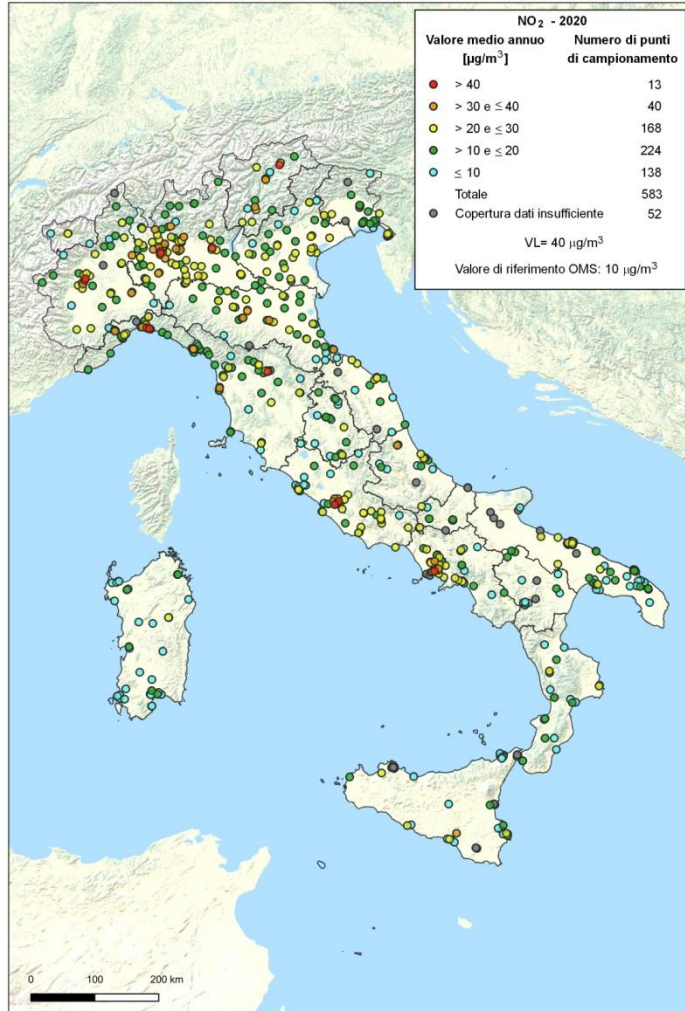 NO₂ - 2020
Valore medio annuo Numero di punti
[µg/m³] di campionamento
> 40 13
> 30 e ≤ 40 40
> 20 e ≤ 30 168
> 10 e ≤ 20 224
≤ 10 138
Totale 583
Copertura dati insufficiente 52
VL= 40 µg/m³
Valore di riferimento OMS: 10 µg/m³
0 100 200 km